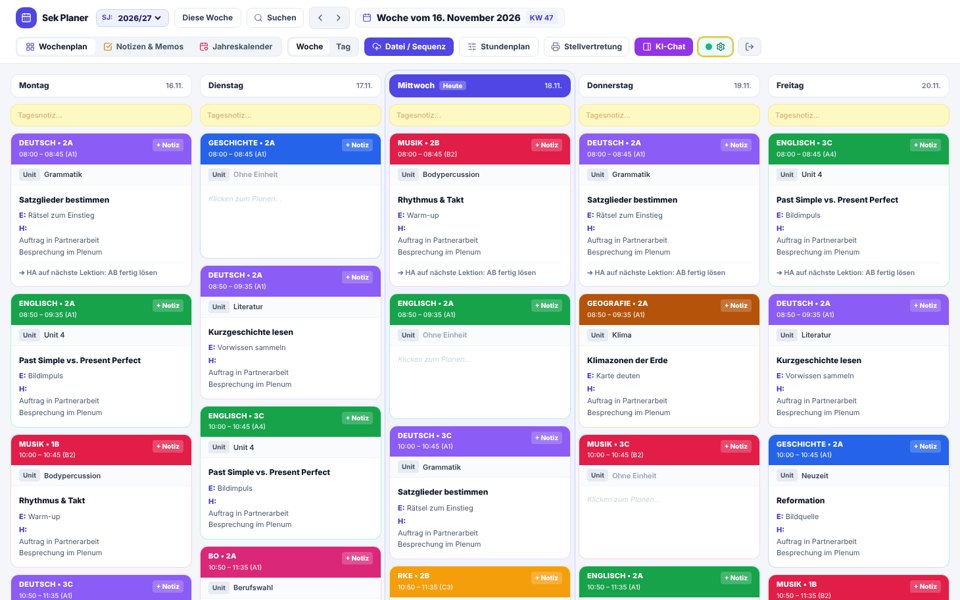 Sek Planer
SJ: 2026/27
Diese Woche
Suchen
Woche vom 16. November 2026 KW 47
Wochenplan
Notizen & Memos
Jahreskalender
Woche
Tag
Datei / Sequenz
Stundenplan
Stellvertretung
KI-Chat
Montag 16.11.
Tagesnotiz...
DEUTSCH • 2A + Notiz
08:00 – 08:45 (A1)
Unit Grammatik
Satzglieder bestimmen
E: Rätsel zum Einstieg
H:
Auftrag in Partnerarbeit
Besprechung im Plenum
➔ HA auf nächste Lektion: AB fertig lösen
ENGLISCH • 2A + Notiz
08:50 – 09:35 (A1)
Unit Unit 4
Past Simple vs. Present Perfect
E: Bildimpuls
H:
Auftrag in Partnerarbeit
Besprechung im Plenum
MUSIK • 1B + Notiz
10:00 – 10:45 (B2)
Unit Bodypercussion
Rhythmus & Takt
E: Warm-up
H:
Auftrag in Partnerarbeit
Besprechung im Plenum
DEUTSCH • 3C + Notiz
10:50 – 11:35 (A1)
Dienstag 17.11.
Tagesnotiz...
GESCHICHTE • 2A + Notiz
08:00 – 08:45 (A1)
Unit Ohne Einheit
Klicken zum Planen...
DEUTSCH • 2A + Notiz
08:50 – 09:35 (A1)
Unit Literatur
Kurzgeschichte lesen
E: Vorwissen sammeln
H:
Auftrag in Partnerarbeit
Besprechung im Plenum
ENGLISCH • 3C + Notiz
10:00 – 10:45 (A4)
Unit Unit 4
Past Simple vs. Present Perfect
E: Bildimpuls
H:
Auftrag in Partnerarbeit
Besprechung im Plenum
BO • 2A + Notiz
10:50 – 11:35 (A1)
Unit Berufswahl
Mittwoch Heute 18.11.
Tagesnotiz...
MUSIK • 2B + Notiz
08:00 – 08:45 (B2)
Unit Bodypercussion
Rhythmus & Takt
E: Warm-up
H:
Auftrag in Partnerarbeit
Besprechung im Plenum
➔ HA auf nächste Lektion: AB fertig lösen
ENGLISCH • 2A + Notiz
08:50 – 09:35 (A1)
Unit Ohne Einheit
Klicken zum Planen...
DEUTSCH • 3C + Notiz
10:00 – 10:45 (A1)
Unit Grammatik
Satzglieder bestimmen
E: Rätsel zum Einstieg
H:
Auftrag in Partnerarbeit
Besprechung im Plenum
RKE • 2B + Notiz
10:50 – 11:35 (C3)
Donnerstag 19.11.
Tagesnotiz...
DEUTSCH • 2A + Notiz
08:00 – 08:45 (A1)
Unit Grammatik
Satzglieder bestimmen
E: Rätsel zum Einstieg
H:
Auftrag in Partnerarbeit
Besprechung im Plenum
➔ HA auf nächste Lektion: AB fertig lösen
GEOGRAFIE • 2A + Notiz
08:50 – 09:35 (A1)
Unit Klima
Klimazonen der Erde
E: Karte deuten
H:
Auftrag in Partnerarbeit
Besprechung im Plenum
MUSIK • 3C + Notiz
10:00 – 10:45 (B2)
Unit Ohne Einheit
Klicken zum Planen...
ENGLISCH • 2A + Notiz
10:50 – 11:35 (A1)
Freitag 20.11.
Tagesnotiz...
ENGLISCH • 3C + Notiz
08:00 – 08:45 (A4)
Unit Unit 4
Past Simple vs. Present Perfect
E: Bildimpuls
H:
Auftrag in Partnerarbeit
Besprechung im Plenum
➔ HA auf nächste Lektion: AB fertig lösen
DEUTSCH • 2A + Notiz
08:50 – 09:35 (A1)
Unit Literatur
Kurzgeschichte lesen
E: Vorwissen sammeln
H:
Auftrag in Partnerarbeit
Besprechung im Plenum
GESCHICHTE • 2A + Notiz
10:00 – 10:45 (A1)
Unit Neuzeit
Reformation
E: Bildquelle
H:
Auftrag in Partnerarbeit
Besprechung im Plenum
MUSIK • 1B + Notiz
10:50 – 11:35 (B2)